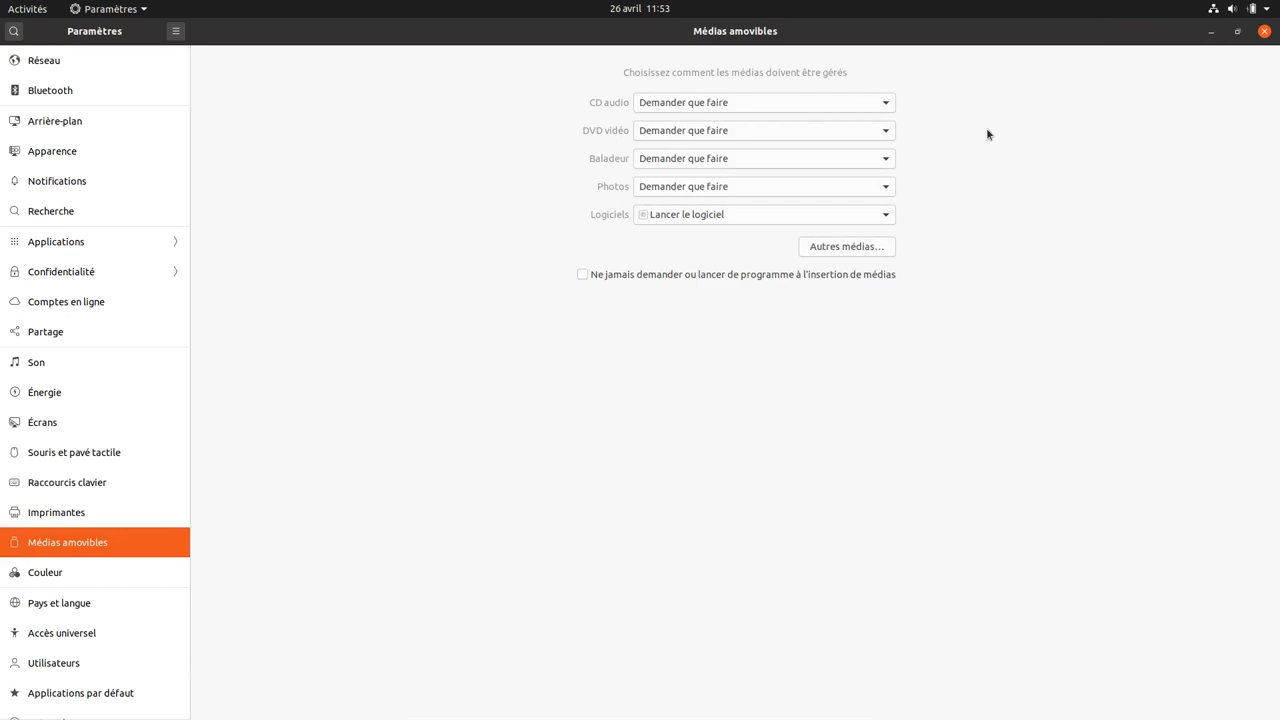 Activités
Paramètres
26 avril 11:53
Paramètres
Médias amovibles
Réseau
Bluetooth
Arrière-plan
Apparence
Notifications
Recherche
Applications
Confidentialité
Comptes en ligne
Partage
Son
Énergie
Écrans
Souris et pavé tactile
Raccourcis clavier
Imprimantes
Médias amovibles
Couleur
Pays et langue
Accès universel
Utilisateurs
Applications par défaut
Choisissez comment les médias doivent être gérés
CD audio Demander que faire
DVD vidéo Demander que faire
Baladeur Demander que faire
Photos Demander que faire
Logiciels Lancer le logiciel
Autres médias…
Ne jamais demander ou lancer de programme à l'insertion de médias